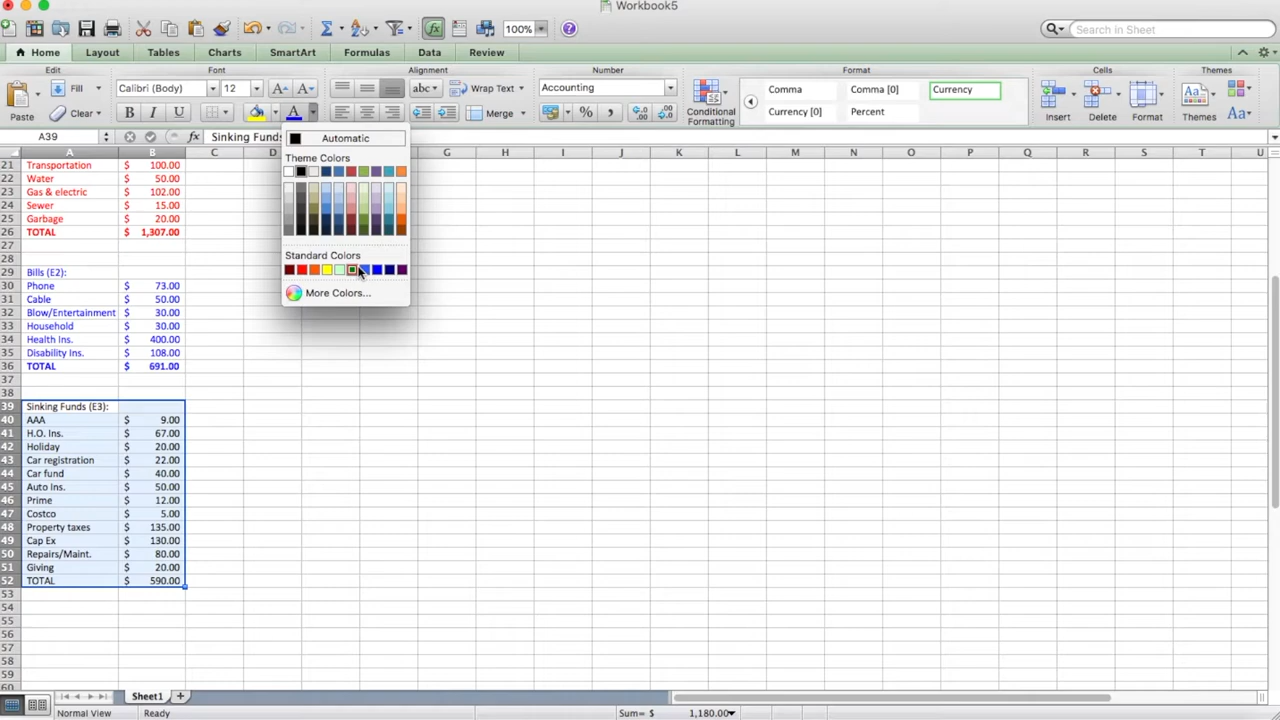 Workbook5
100%
Search in Sheet
Home Layout Tables Charts SmartArt Formulas Data Review
Edit Font Alignment Number Format Cells Themes
Fill Calibri (Body) 12 A A abc Wrap Text Accounting Comma Comma [0] Currency
Paste Clear B I U A Merge % , Conditional Formatting Currency [0] Percent Insert Delete Format Themes Aa
A39 fx Sinking Funds
Automatic
Theme Colors
Standard Colors
More Colors...
A B C D G H I J K L M N O P Q R S T U
21 Transportation $ 100.00
22 Water $ 50.00
23 Gas & electric $ 102.00
24 Sewer $ 15.00
25 Garbage $ 20.00
26 TOTAL $ 1,307.00
27
28
29 Bills (E2):
30 Phone $ 73.00
31 Cable $ 50.00
32 Blow/Entertainment $ 30.00
33 Household $ 30.00
34 Health Ins. $ 400.00
35 Disability Ins. $ 108.00
36 TOTAL $ 691.00
37
38
39 Sinking Funds (E3):
40 AAA $ 9.00
41 H.O. Ins. $ 67.00
42 Holiday $ 20.00
43 Car registration $ 22.00
44 Car fund $ 40.00
45 Auto Ins. $ 50.00
46 Prime $ 12.00
47 Costco $ 5.00
48 Property taxes $ 135.00
49 Cap Ex $ 130.00
50 Repairs/Maint. $ 80.00
51 Giving $ 20.00
52 TOTAL $ 590.00
53
54
55
56
57
58
59
60
Sheet1
Normal View Ready Sum= $ 1,180.00